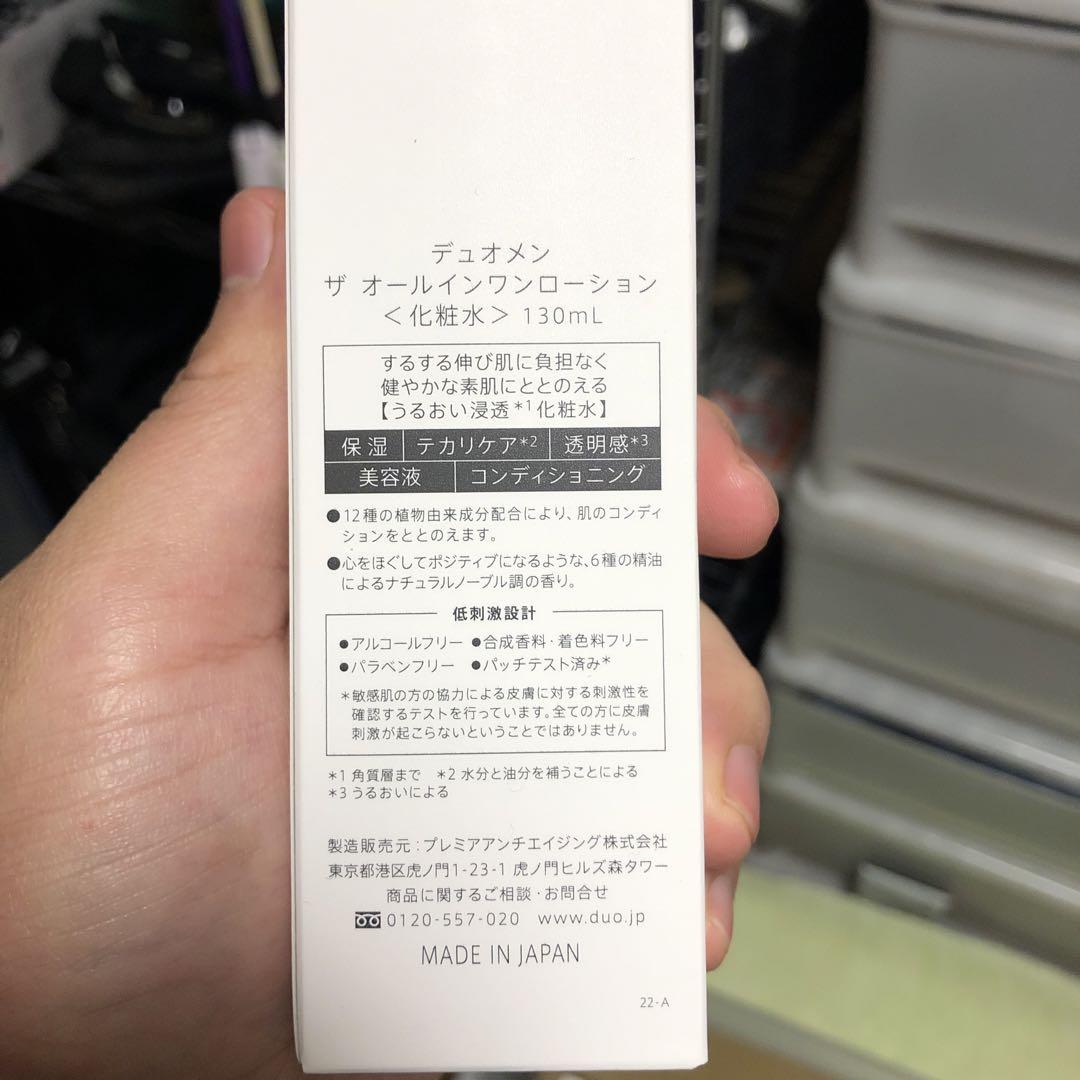 デュオメン
ザ オールインワンローション
＜化粧水＞ 130mL
するする伸び肌に負担なく
健やかな素肌にととのえる
【うるおい浸透*1化粧水】
保湿 テカリケア*2 透明感*3
美容液 コンディショニング
●12種の植物由来成分配合により、肌のコンディ
ションをととのえます。
●心をほぐしてポジティブになるような、6種の精油
によるナチュラルノーブル調の香り。
低刺激設計
●アルコールフリー ●合成香料・着色料フリー
●パラベンフリー ●パッチテスト済み*
*敏感肌の方の協力による皮膚に対する刺激性を
確認するテストを行っています。全ての方に皮膚
刺激が起こらないということではありません。
*1 角質層まで *2 水分と油分を補うことによる
*3 うるおいによる
製造販売元:プレミアアンチエイジング株式会社
東京都港区虎ノ門1-23-1 虎ノ門ヒルズ森タワー
商品に関するご相談・お問合せ
0120-557-020 www.duo.jp
MADE IN JAPAN
22-A